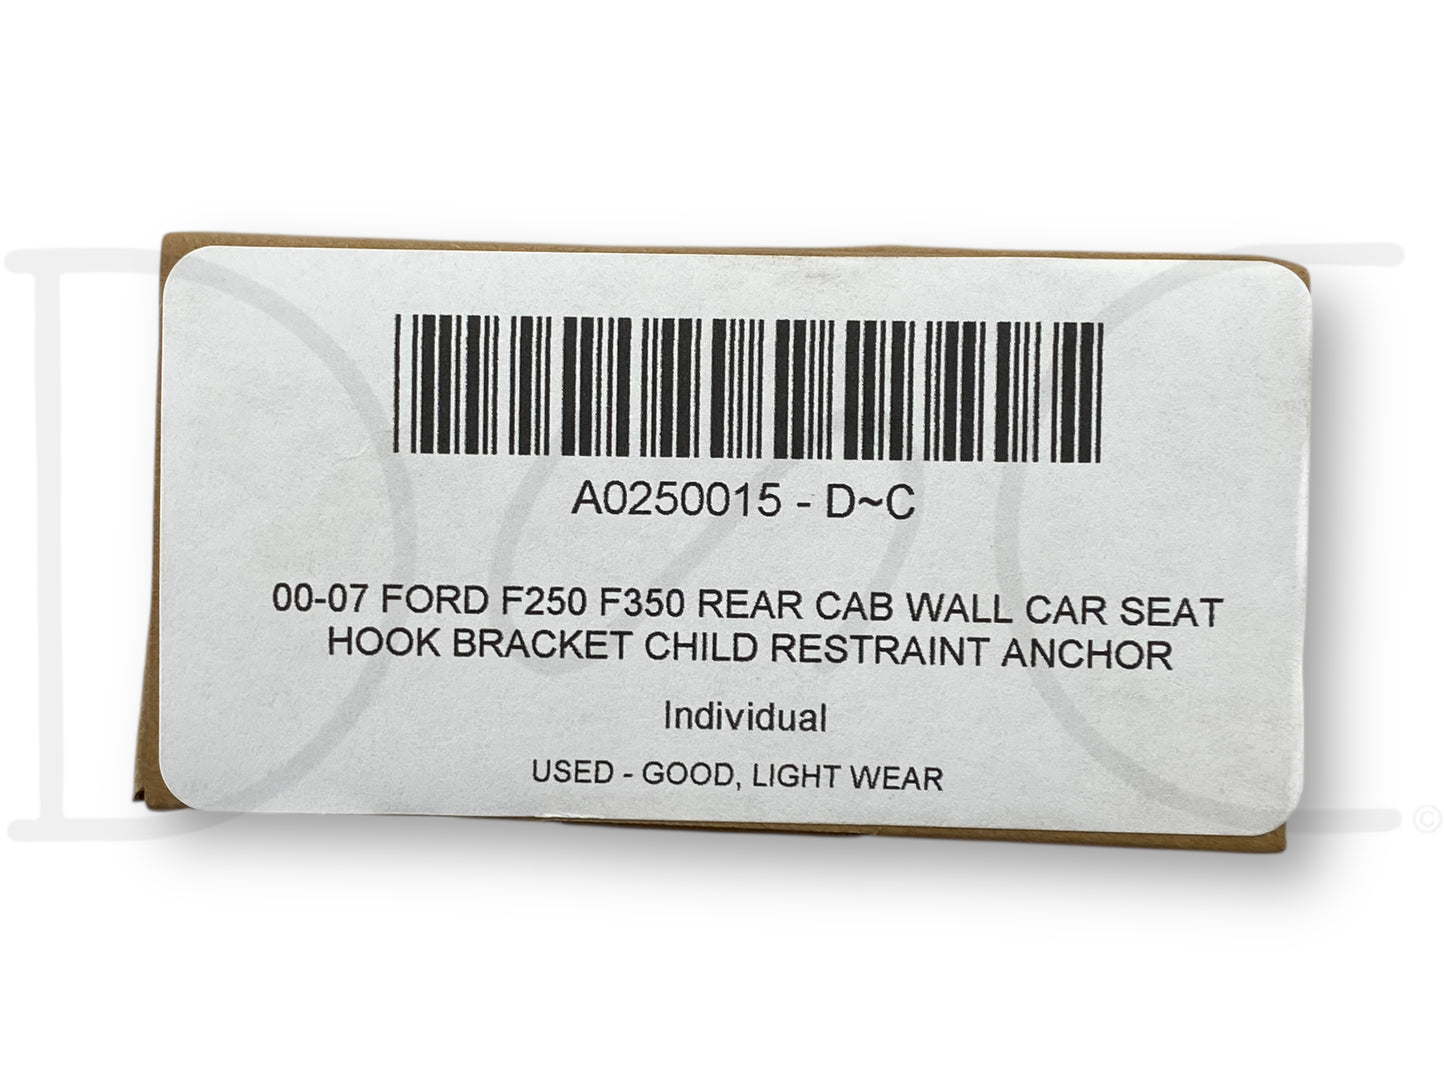 A0250015 - D~C
00-07 FORD F250 F350 REAR CAB WALL CAR SEAT
HOOK BRACKET CHILD RESTRAINT ANCHOR
Individual
USED - GOOD, LIGHT WEAR
D~C ©